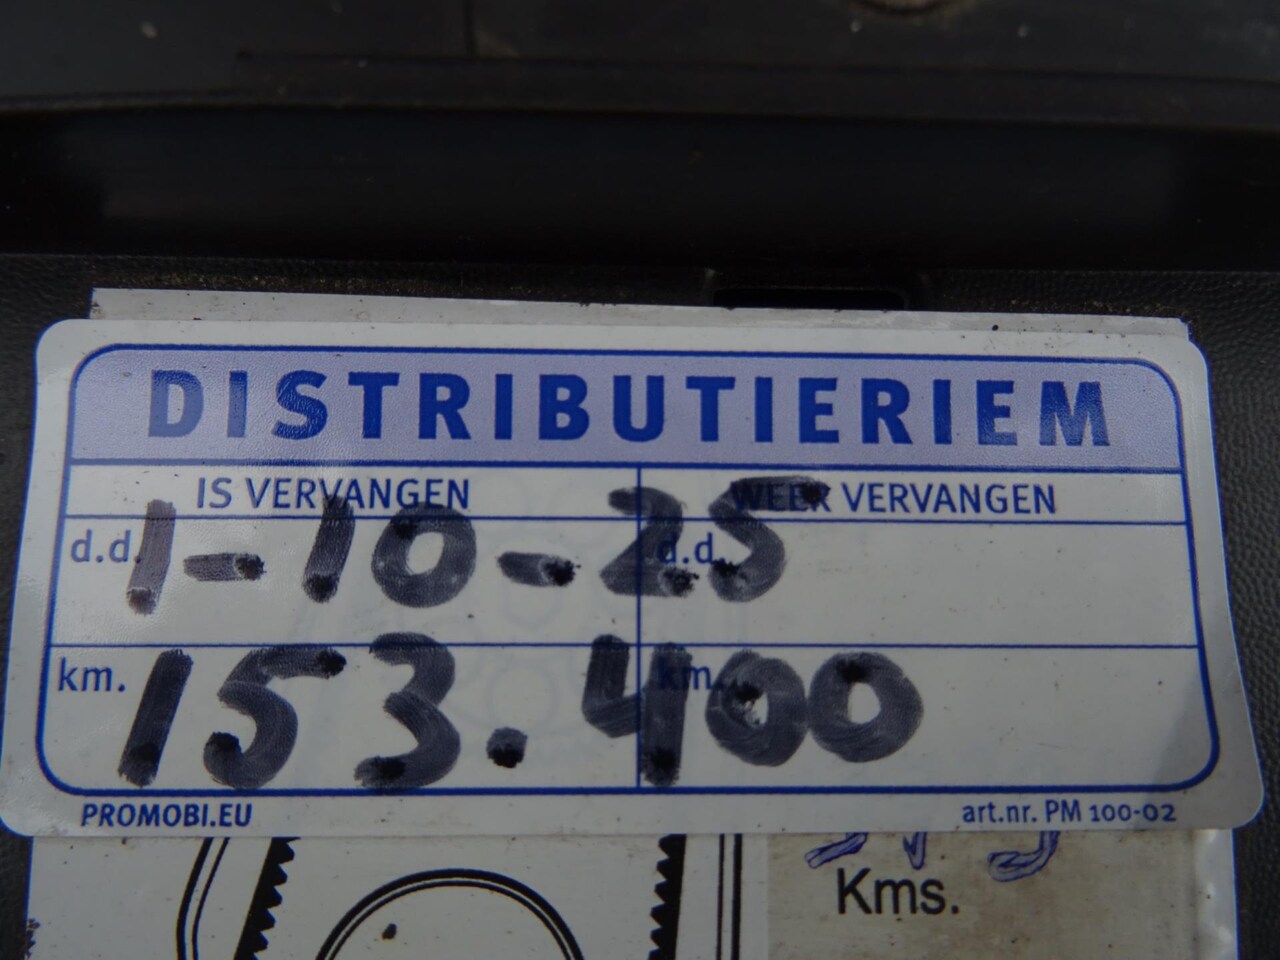 DISTRIBUTIERIEM
IS VERVANGEN WEER VERVANGEN
d.d. d.d.
1-10-25
km. km.
153.400
PROMOBI.EU art.nr. PM 100-02
Kms.